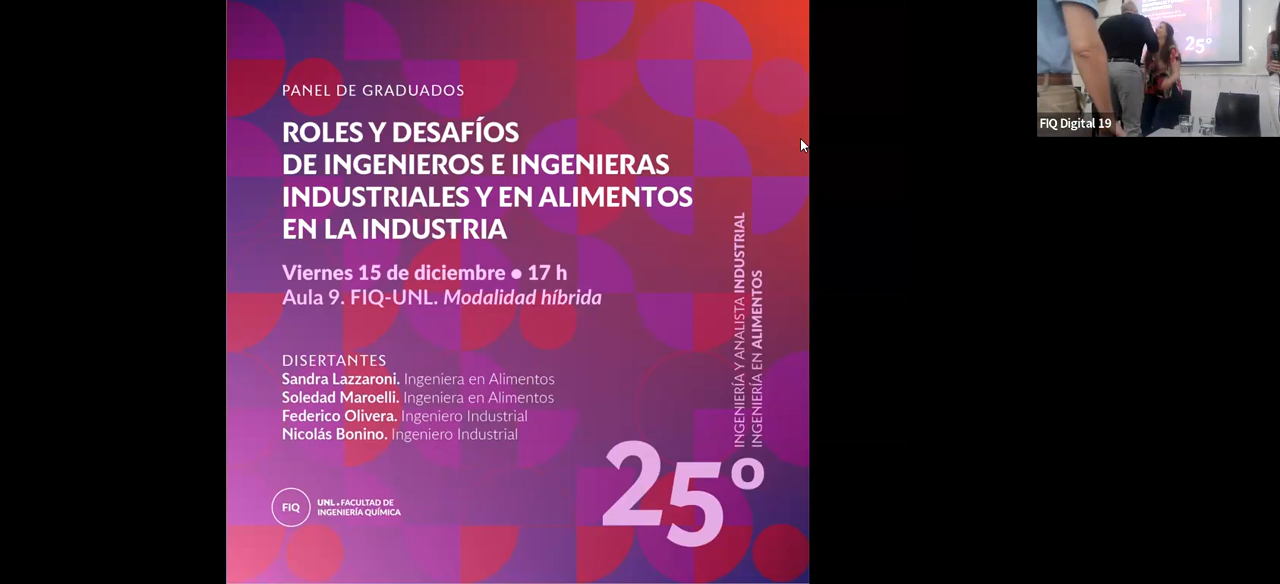 PANEL DE GRADUADOS
ROLES Y DESAFÍOS
DE INGENIEROS E INGENIERAS
INDUSTRIALES Y EN ALIMENTOS
EN LA INDUSTRIA
Viernes 15 de diciembre • 17 h
Aula 9. FIQ-UNL. Modalidad híbrida
DISERTANTES
Sandra Lazzaroni. Ingeniera en Alimentos
Soledad Maroelli. Ingeniera en Alimentos
Federico Olivera. Ingeniero Industrial
Nicolás Bonino. Ingeniero Industrial
INGENIERÍA Y ANALISTA INDUSTRIAL
INGENIERÍA EN ALIMENTOS
25°
FIQ
UNL. FACULTAD DE
INGENIERÍA QUÍMICA
25°
FIQ Digital 19